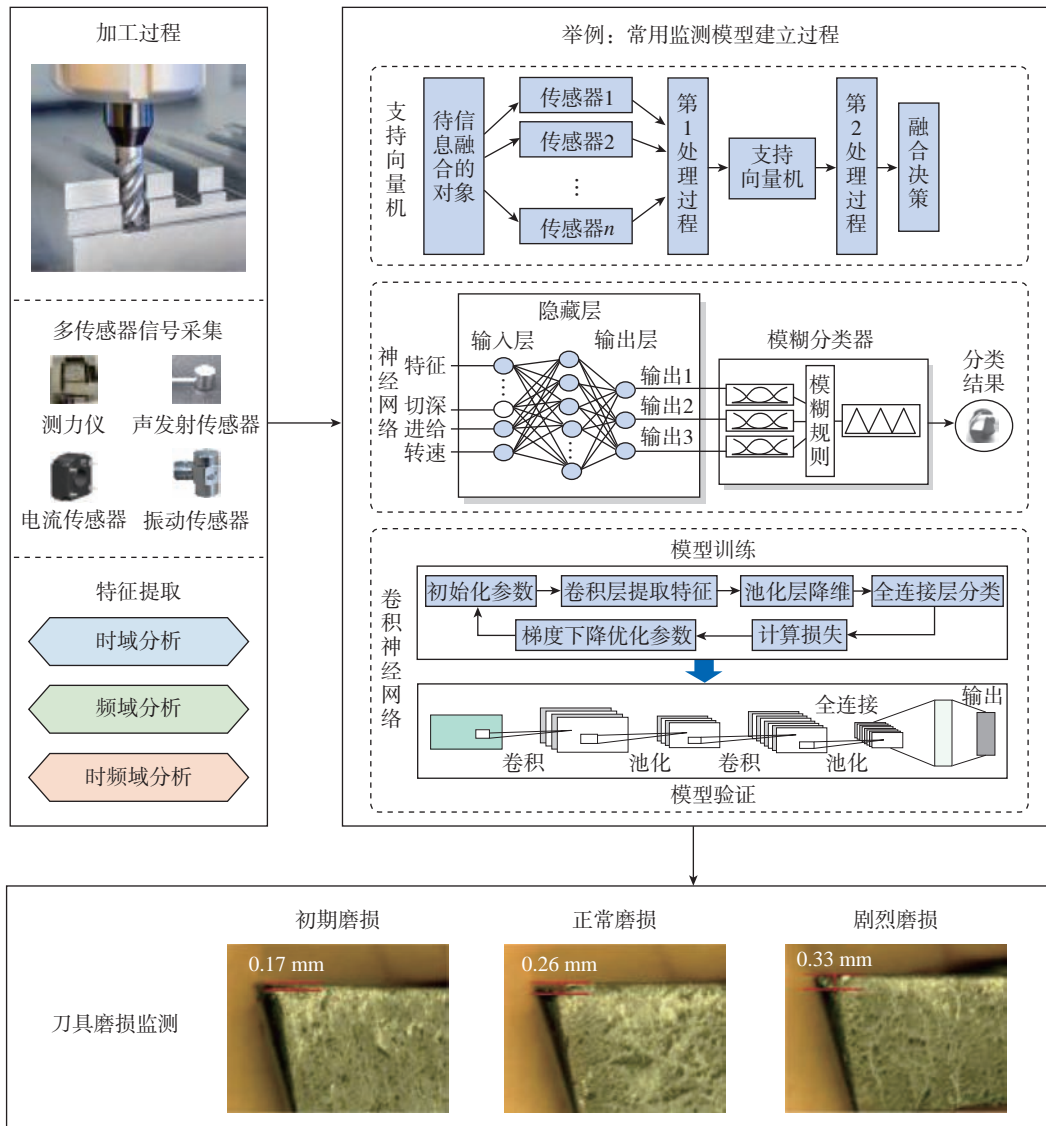 加工过程
多传感器信号采集
测力仪
声发射传感器
电流传感器
振动传感器
特征提取
时域分析
频域分析
时频域分析
举例：常用监测模型建立过程
支持向量机
待信
息融
合的
对象
传感器1
传感器2
⋮
传感器n
第1处理过程
支持
向量机
第2处理过程
融合决策
神经网络
隐藏层
输入层
输出层
特征
切深
进给
转速
输出1
输出2
输出3
模糊分类器
模糊规则
分类
结果
卷积神经网络
模型训练
初始化参数
卷积层提取特征
池化层降维
全连接层分类
梯度下降优化参数
计算损失
全连接
输出
卷积
池化
卷积
池化
模型验证
刀具磨损监测
初期磨损
0.17 mm
正常磨损
0.26 mm
剧烈磨损
0.33 mm